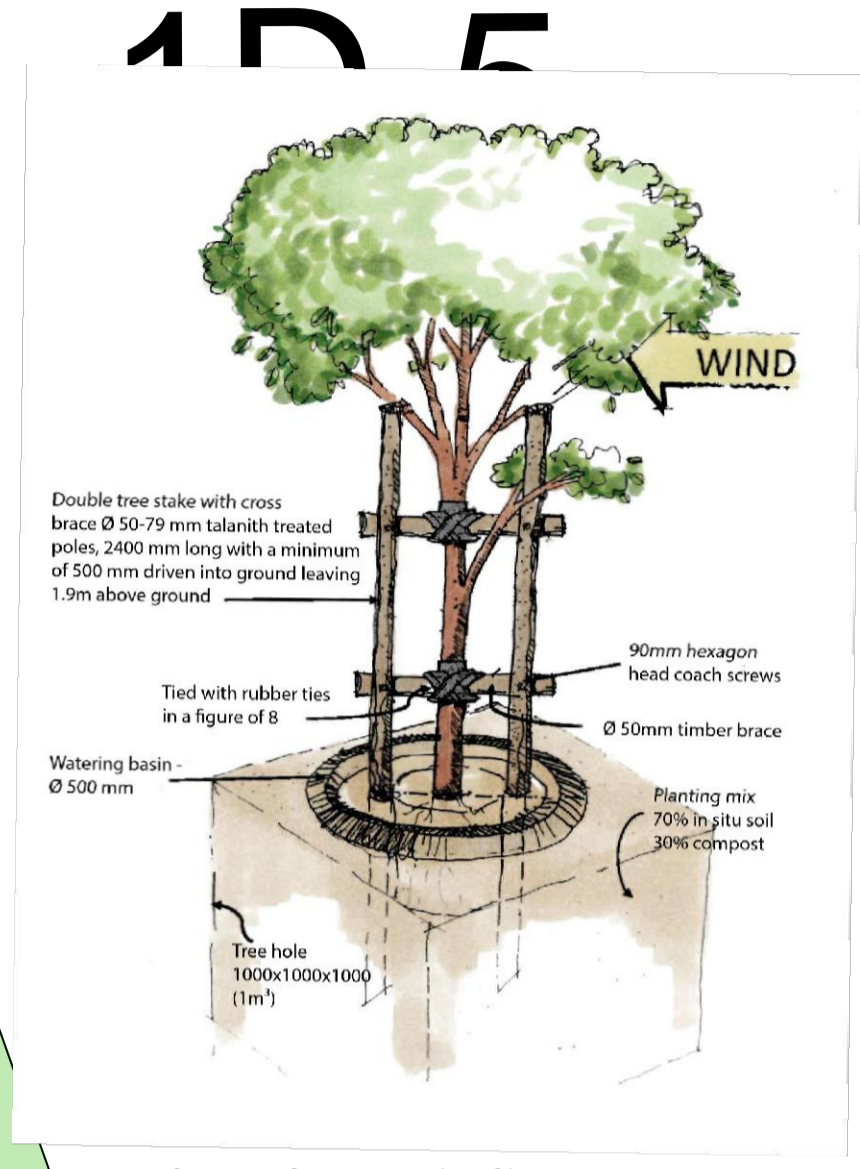 WIND
Double tree stake with cross
brace Ø 50-79 mm talanith treated
poles, 2400 mm long with a minimum
of 500 mm driven into ground leaving
1.9m above ground
90mm hexagon
head coach screws
Tied with rubber ties
in a figure of 8
Ø 50mm timber brace
Watering basin -
Ø 500 mm
Planting mix
70% in situ soil
30% compost
Tree hole
1000x1000x1000
(1m³)